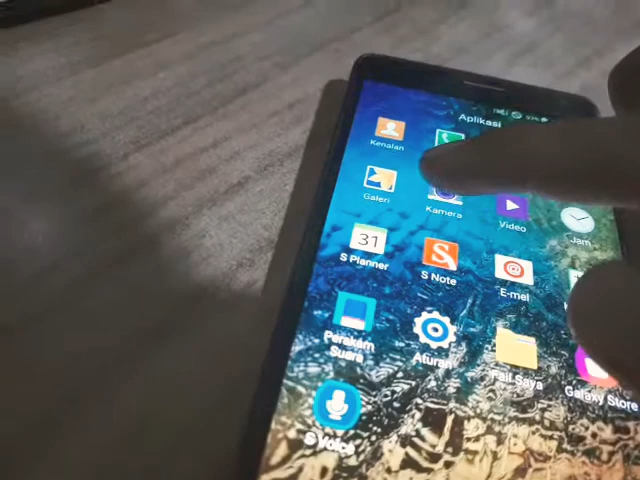 Aplikasi
Kenalan
Galeri
Kamera
Video
Jam
31
S Planner
S Note
E-mel
Perakam
Suara
Aturan
Fail Saya
Galaxy Store
S Voice